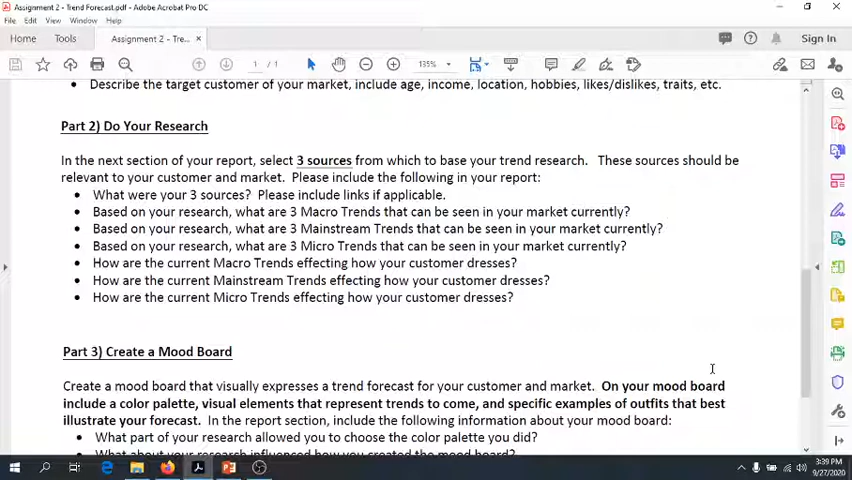 Assignment 2 - Trend Forecast.pdf - Adobe Acrobat Pro DC
File Edit View Window Help
Home Tools Assignment 2 - Tre... × Sign In
1 / 1 135%
• Describe the target customer of your market, include age, income, location, hobbies, likes/dislikes, traits, etc.
Part 2) Do Your Research
In the next section of your report, select 3 sources from which to base your trend research. These sources should be
relevant to your customer and market. Please include the following in your report:
• What were your 3 sources? Please include links if applicable.
• Based on your research, what are 3 Macro Trends that can be seen in your market currently?
• Based on your research, what are 3 Mainstream Trends that can be seen in your market currently?
• Based on your research, what are 3 Micro Trends that can be seen in your market currently?
• How are the current Macro Trends effecting how your customer dresses?
• How are the current Mainstream Trends effecting how your customer dresses?
• How are the current Micro Trends effecting how your customer dresses?
Part 3) Create a Mood Board
Create a mood board that visually expresses a trend forecast for your customer and market. On your mood board
include a color palette, visual elements that represent trends to come, and specific examples of outfits that best
illustrate your forecast. In the report section, include the following information about your mood board:
• What part of your research allowed you to choose the color palette you did?
• What about your research influenced how you created the mood board?
3:39 PM
9/27/2020